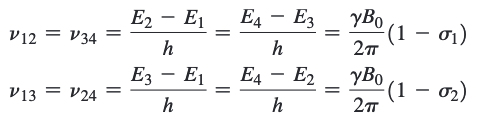 ν₁₂ = ν₃₄ = (E₂ − E₁)/h = (E₄ − E₃)/h = (γB₀/2π)(1 − σ₁)
ν₁₃ = ν₂₄ = (E₃ − E₁)/h = (E₄ − E₂)/h = (γB₀/2π)(1 − σ₂)